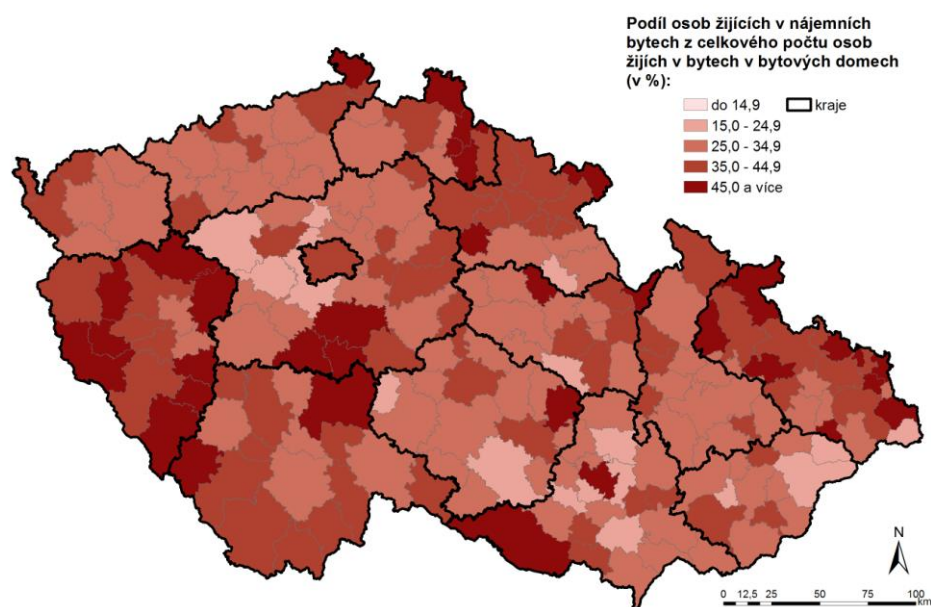 Podíl osob žijících v nájemních
bytech z celkového počtu osob
žijích v bytech v bytových domech
(v %):
do 14,9
kraje
15,0 - 24,9
25,0 - 34,9
35,0 - 44,9
45,0 a více
N
0 12,5 25 50 75 100
km